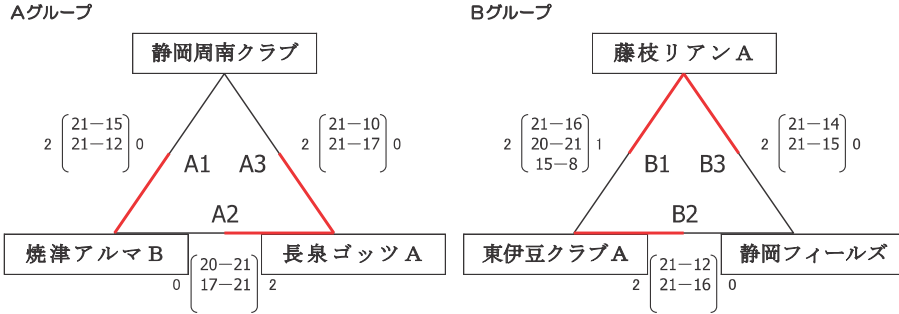 Aグループ
Bグループ
静岡周南クラブ
藤枝リアンA
2 21-15 0
21-12
2 21-10 0
21-17
2 21-16 1
20-21
15-8
2 21-14 0
21-15
A1 A3
B1 B3
A2
B2
焼津アルマB
長泉ゴッツA
東伊豆クラブA
静岡フィールズ
0 20-21 2
17-21
2 21-12 0
21-16